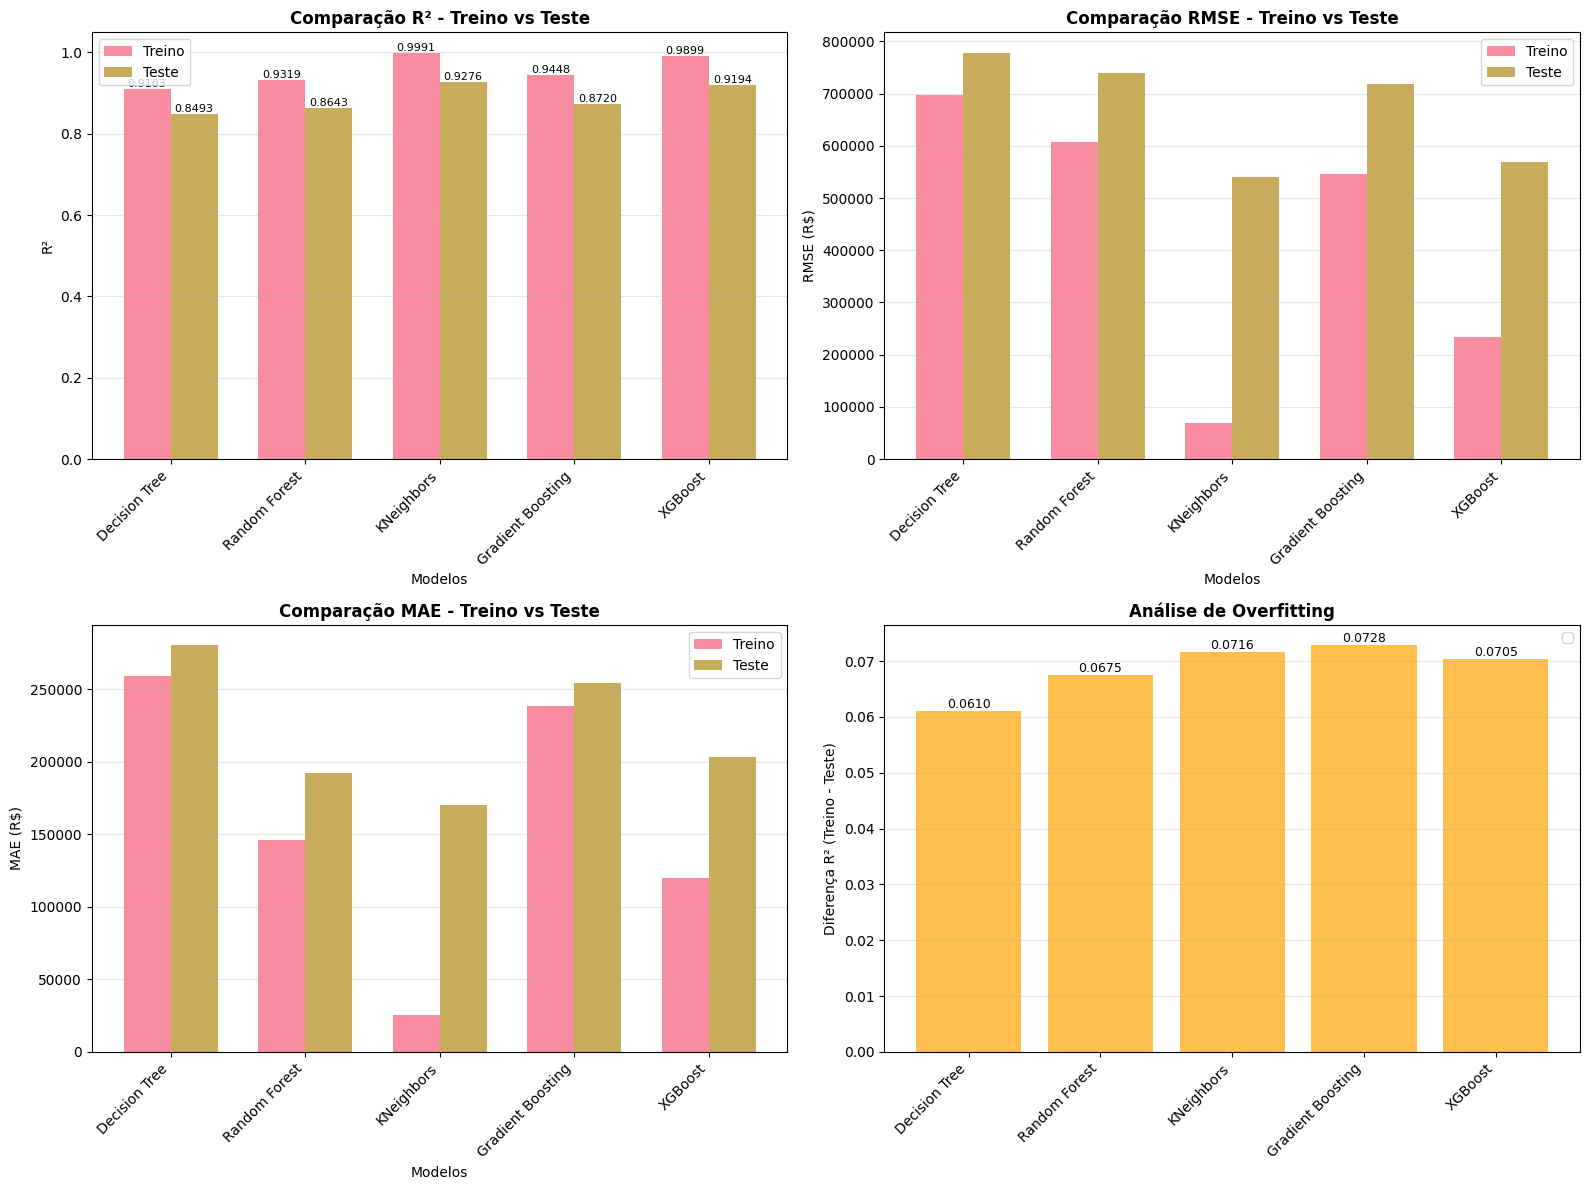 Comparação R² - Treino vs Teste
Treino
Teste
0.9103
0.8493
0.9319
0.8643
0.9991
0.9276
0.9448
0.8720
0.9899
0.9194
1.0
0.8
0.6
0.4
0.2
0.0
R²
Decision Tree
Random Forest
KNeighbors
Gradient Boosting
XGBoost
Modelos
Comparação RMSE - Treino vs Teste
Treino
Teste
800000
700000
600000
500000
400000
300000
200000
100000
0
RMSE (R$)
Decision Tree
Random Forest
KNeighbors
Gradient Boosting
XGBoost
Modelos
Comparação MAE - Treino vs Teste
Treino
Teste
250000
200000
150000
100000
50000
0
MAE (R$)
Decision Tree
Random Forest
KNeighbors
Gradient Boosting
XGBoost
Modelos
Análise de Overfitting
0.0610
0.0675
0.0716
0.0728
0.0705
0.07
0.06
0.05
0.04
0.03
0.02
0.01
0.00
Diferença R² (Treino - Teste)
Decision Tree
Random Forest
KNeighbors
Gradient Boosting
XGBoost